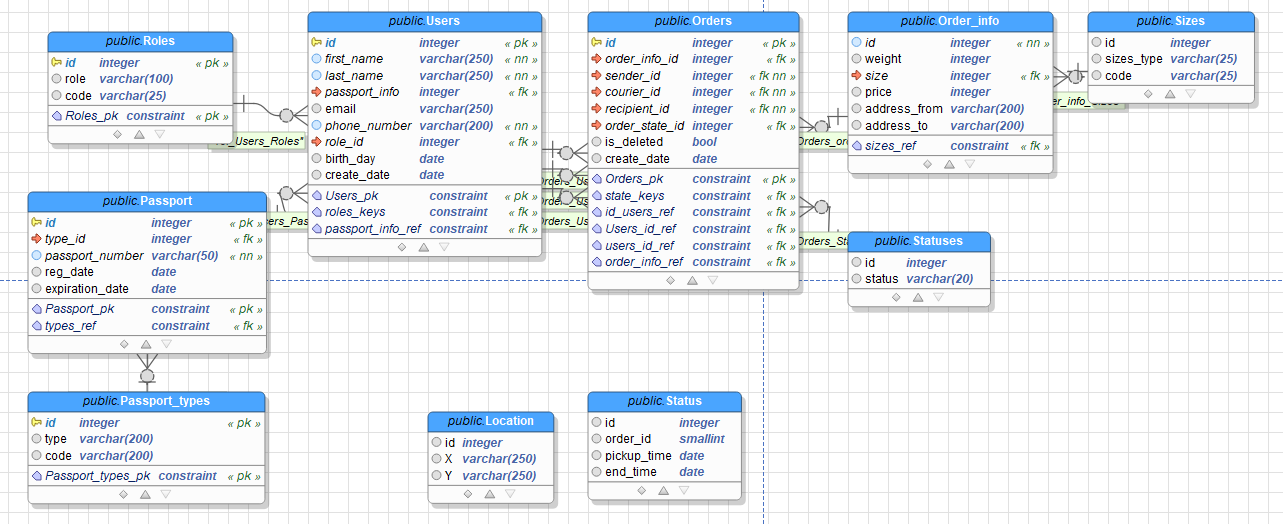 public.Roles
id integer « pk »
role varchar(100)
code varchar(25)
Roles_pk constraint « pk »
public.Users
id integer « pk »
first_name varchar(250) « nn »
last_name varchar(250) « nn »
passport_info integer « fk »
email varchar(250)
phone_number varchar(200) « nn »
role_id integer « fk »
birth_day date
create_date date
Users_pk constraint « pk »
roles_keys constraint « fk »
passport_info_ref constraint « fk »
public.Orders
id integer « pk »
order_info_id integer « fk »
sender_id integer « fk nn »
courier_id integer « fk nn »
recipient_id integer « fk nn »
order_state_id integer « fk »
is_deleted bool
create_date date
Orders_pk constraint « pk »
state_keys constraint « fk »
id_users_ref constraint « fk »
Users_id_ref constraint « fk »
users_id_ref constraint « fk »
order_info_ref constraint « fk »
public.Order_info
id integer « nn »
weight integer
size integer « fk »
price integer
address_from varchar(200)
address_to varchar(200)
sizes_ref constraint « fk »
public.Sizes
id integer
sizes_type varchar(25)
code varchar(25)
_Users_Roles"
ers_Pas
Orders_Us
Orders_Us
Orders_Us
Orders_or
er_info_Sizes
Orders_Sta
public.Passport
id integer « pk »
type_id integer « fk »
passport_number varchar(50) « nn »
reg_date date
expiration_date date
Passport_pk constraint « pk »
types_ref constraint « fk »
public.Statuses
id integer
status varchar(20)
public.Passport_types
id integer « pk »
type varchar(200)
code varchar(200)
Passport_types_pk constraint « pk »
public.Location
id integer
X varchar(250)
Y varchar(250)
public.Status
id integer
order_id smallint
pickup_time date
end_time date